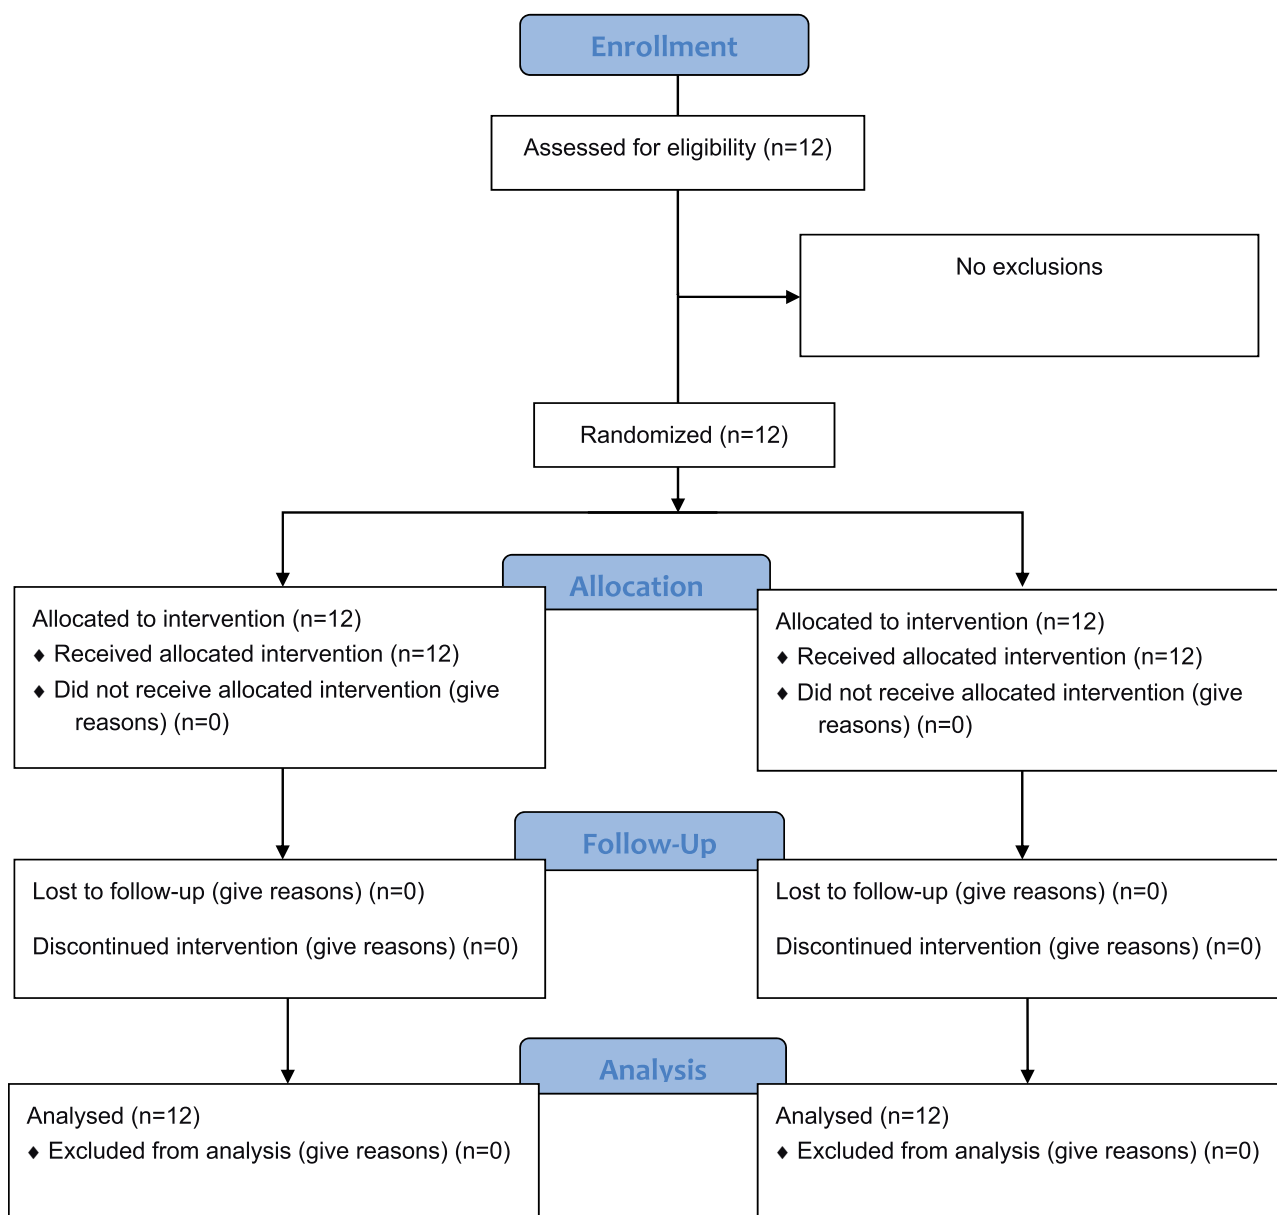 Enrollment
Assessed for eligibility (n=12)
No exclusions
Randomized (n=12)
Allocation
Allocated to intervention (n=12)
♦ Received allocated intervention (n=12)
♦ Did not receive allocated intervention (give
reasons) (n=0)
Allocated to intervention (n=12)
♦ Received allocated intervention (n=12)
♦ Did not receive allocated intervention (give
reasons) (n=0)
Follow-Up
Lost to follow-up (give reasons) (n=0)
Discontinued intervention (give reasons) (n=0)
Lost to follow-up (give reasons) (n=0)
Discontinued intervention (give reasons) (n=0)
Analysis
Analysed (n=12)
♦ Excluded from analysis (give reasons) (n=0)
Analysed (n=12)
♦ Excluded from analysis (give reasons) (n=0)